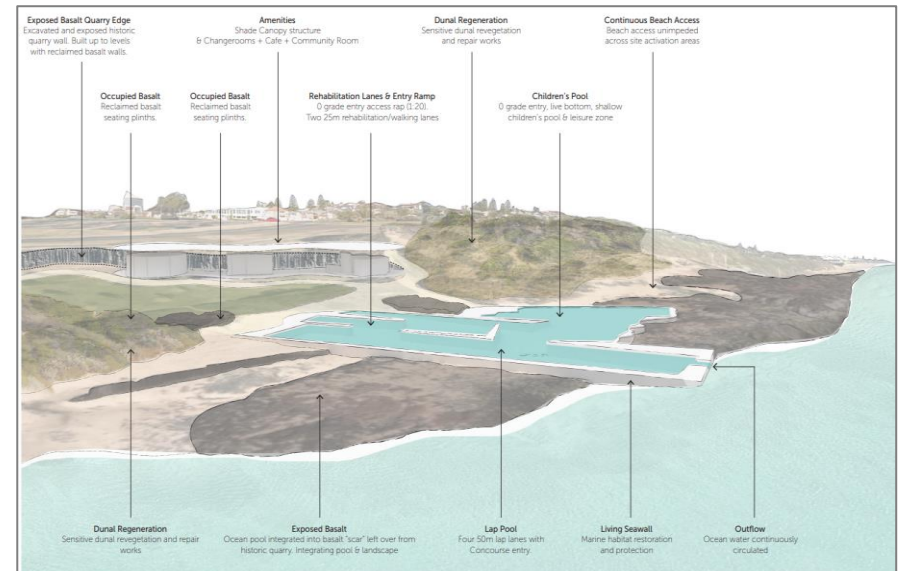 Exposed Basalt Quarry Edge
Excavated and exposed historic
quarry wall. Built up to levels
with reclaimed basalt walls.
Amenities
Shade Canopy structure
& Changerooms + Cafe + Community Room
Dunal Regeneration
Sensitive dunal revegetation
and repair works
Continuous Beach Access
Beach access unimpeded
across site activation areas
Occupied Basalt
Reclaimed basalt
seating plinths.
Occupied Basalt
Reclaimed basalt
seating plinths.
Rehabilitation Lanes & Entry Ramp
0 grade entry access rap (1:20).
Two 25m rehabilitation/walking lanes
Children's Pool
0 grade entry, live bottom, shallow
children's pool & leisure zone
Dunal Regeneration
Sensitive dunal revegetation and repair
works
Exposed Basalt
Ocean pool integrated into basalt "scar" left over from
historic quarry. Integrating pool & landscape
Lap Pool
Four 50m lap lanes with
Concourse entry.
Living Seawall
Marine habitat restoration
and protection
Outflow
Ocean water continuously
circulated